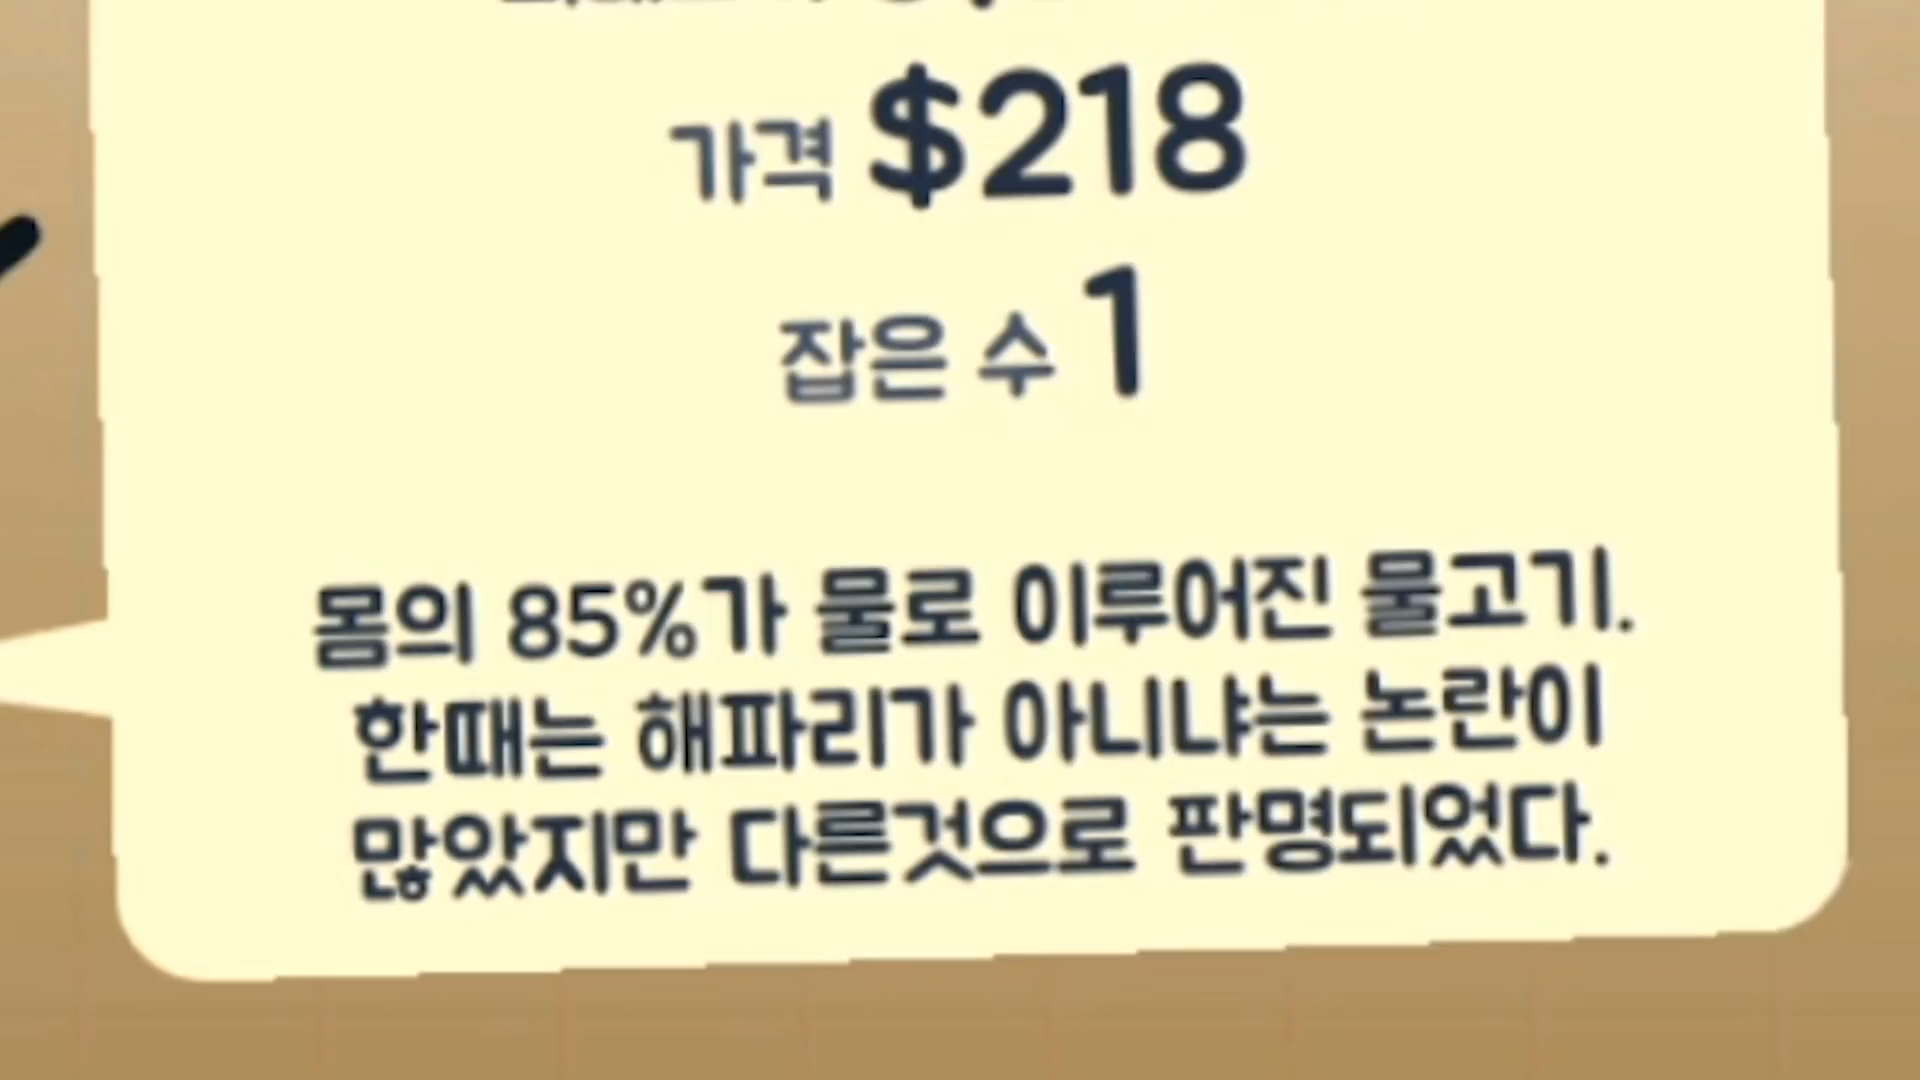 가격 $218
잡은 수 1
몸의 85%가 물로 이루어진 물고기.
한때는 해파리가 아니냐는 논란이
많았지만 다른것으로 판명되었다.